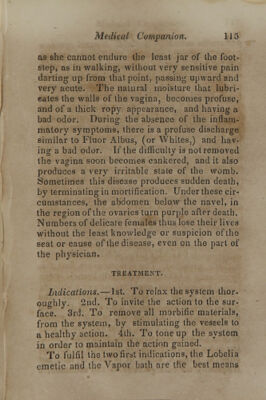 Medical Companion. 115
as she cannot endure the least jar of the foot-
step, as in walking, without very sensitive pain
darting up from that point, passing upward and
very acute. The natural moisture that lubri-
cates the walls of the vagina, becomes profuse,
and of a thick ropy appearance, and having a
bad odor. During the absence of the inflam-
matory symptoms, there is a profuse discharge
similar to Fluor Albus, (or Whites,) and hav-
ing a bad odor. If the difficulty is not removed
the vagina soon becomes cankered, and it also
produces a very irritable state of the womb.
Sometimes this disease produces sudden death,
by terminating in mortification. Under these cir-
cumstances, the abdomen below the navel, in
the region of the ovaries turn purple after death.
Numbers of delicate females thus lose their lives
without the least knowledge or suspicion of the
seat or cause of the disease, even on the part of
the physician.
TREATMENT.
Indications.—1st. To relax the system thor-
oughly. 2nd. To invite the action to the sur-
face. 3rd. To remove all morbific materials,
from the system, by stimulating the vessels to
a healthy action. 4th. To tone up the system
in order to maintain the action gained.
To fulfil the two first indications, the Lobelia
emetic and the Vapor bath are the best means